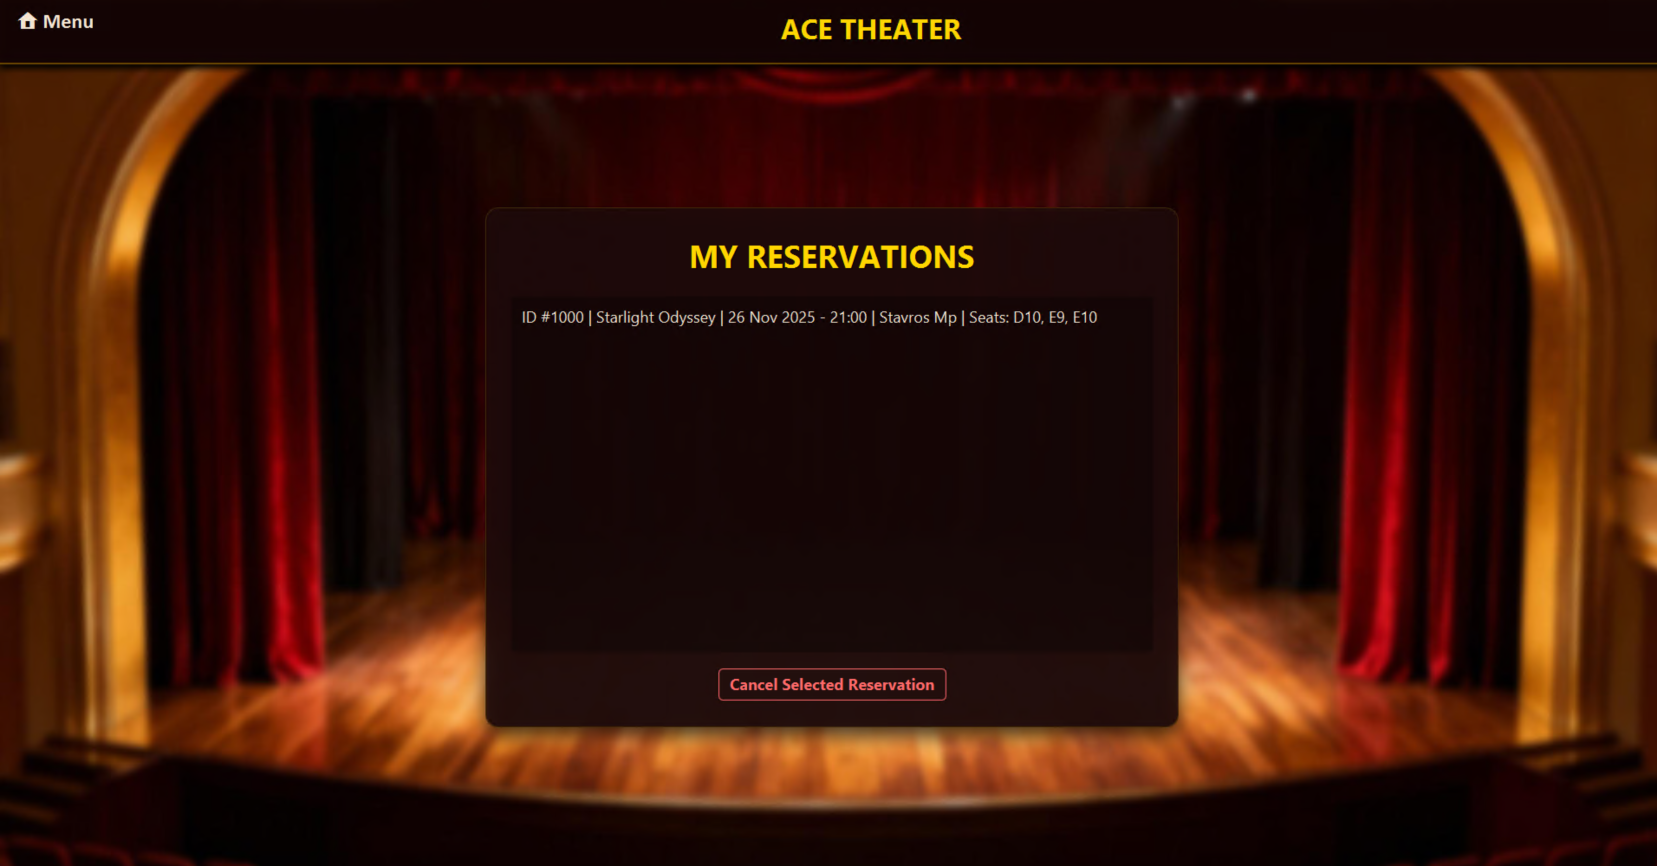 Menu
ACE THEATER
MY RESERVATIONS
ID #1000 | Starlight Odyssey | 26 Nov 2025 - 21:00 | Stavros Mp | Seats: D10, E9, E10
Cancel Selected Reservation